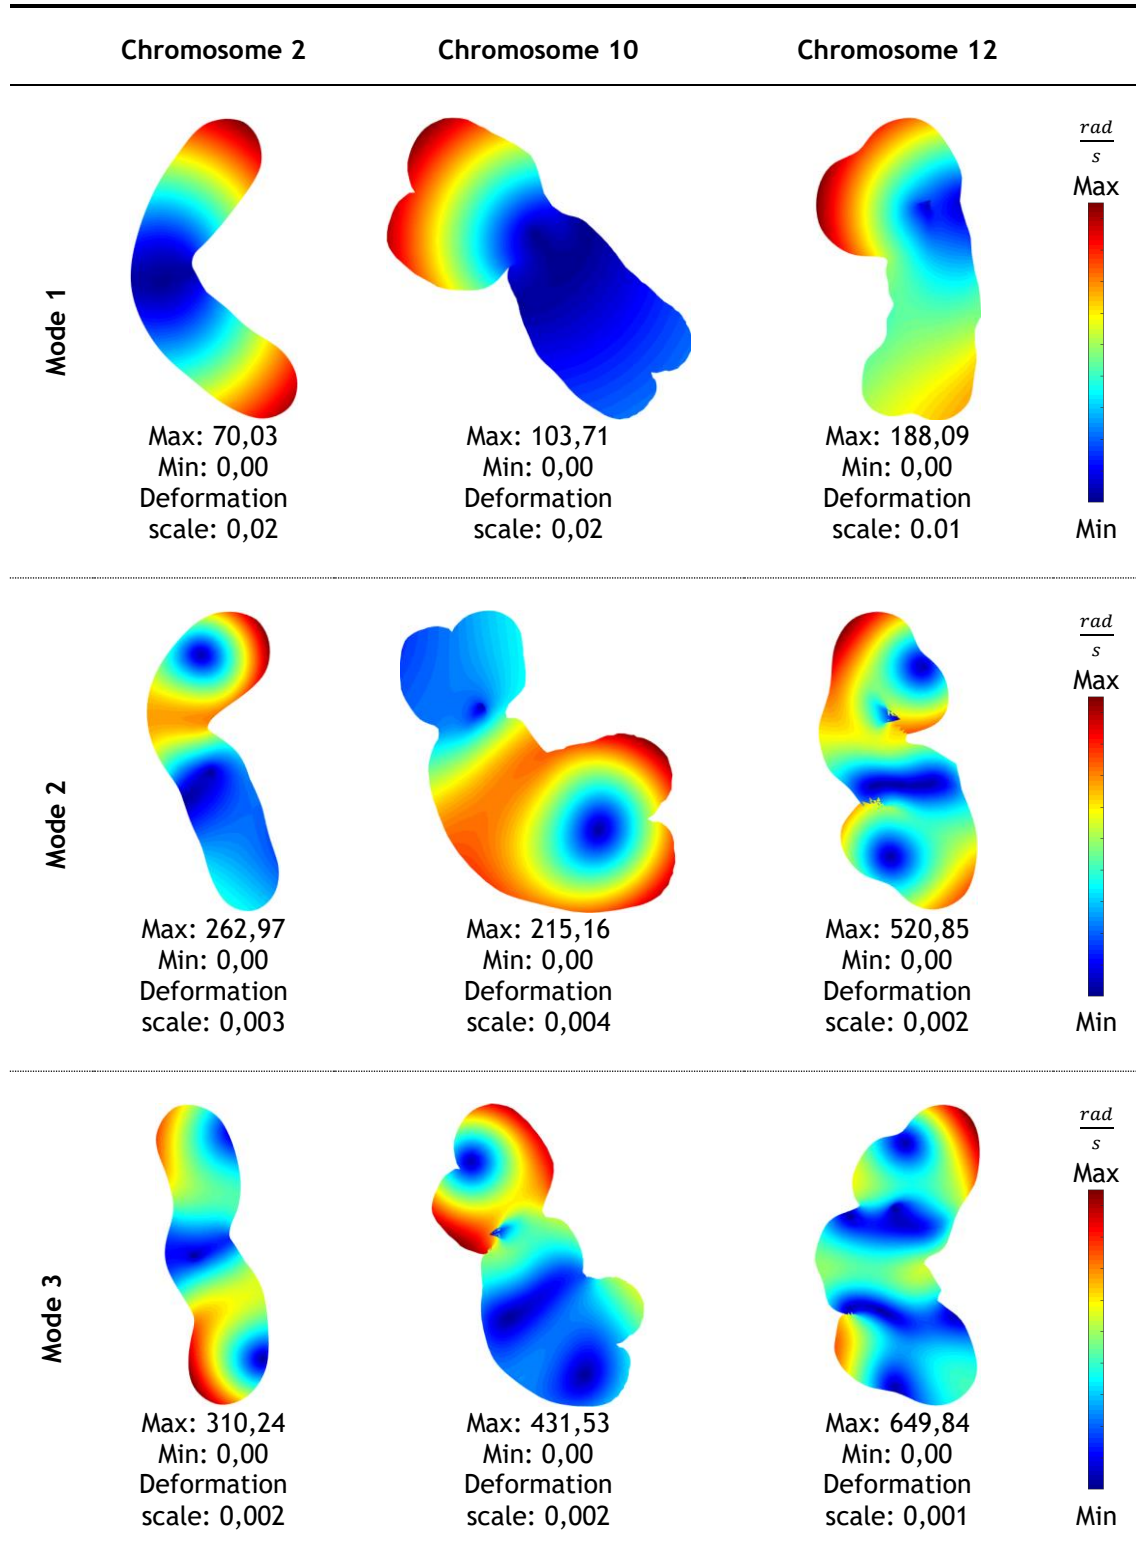 Chromosome 2 Chromosome 10 Chromosome 12
Mode 1
rad
s
Max
Min
Max: 70,03
Min: 0,00
Deformation
scale: 0,02
Max: 103,71
Min: 0,00
Deformation
scale: 0,02
Max: 188,09
Min: 0,00
Deformation
scale: 0.01
Mode 2
rad
s
Max
Min
Max: 262,97
Min: 0,00
Deformation
scale: 0,003
Max: 215,16
Min: 0,00
Deformation
scale: 0,004
Max: 520,85
Min: 0,00
Deformation
scale: 0,002
Mode 3
rad
s
Max
Min
Max: 310,24
Min: 0,00
Deformation
scale: 0,002
Max: 431,53
Min: 0,00
Deformation
scale: 0,002
Max: 649,84
Min: 0,00
Deformation
scale: 0,001